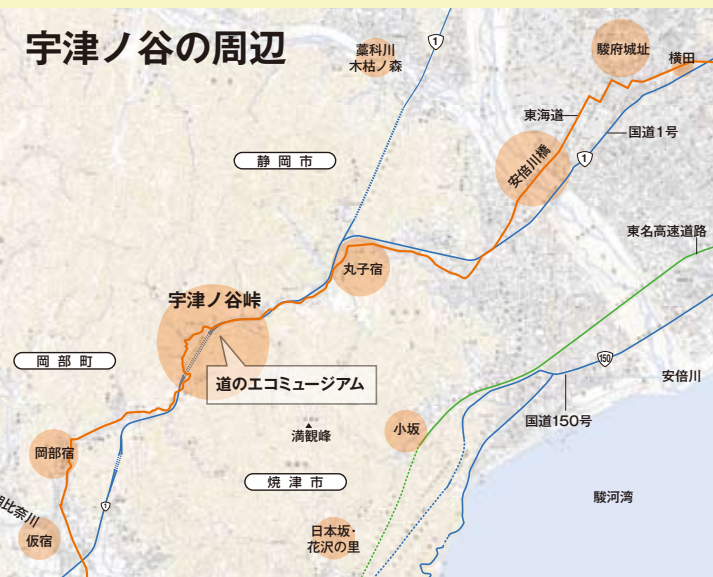 宇津ノ谷の周辺
藁科川
木枯ノ森
1
駿府城址
横田
東海道
国道1号
1
安倍川橋
静岡市
東名高速道路
丸子宿
宇津ノ谷峠
岡部町
道のエコミュージアム
150
安倍川
国道150号
満観峰
小坂
岡部宿
焼津市
駿河湾
1
比奈川
仮宿
日本坂・
花沢の里